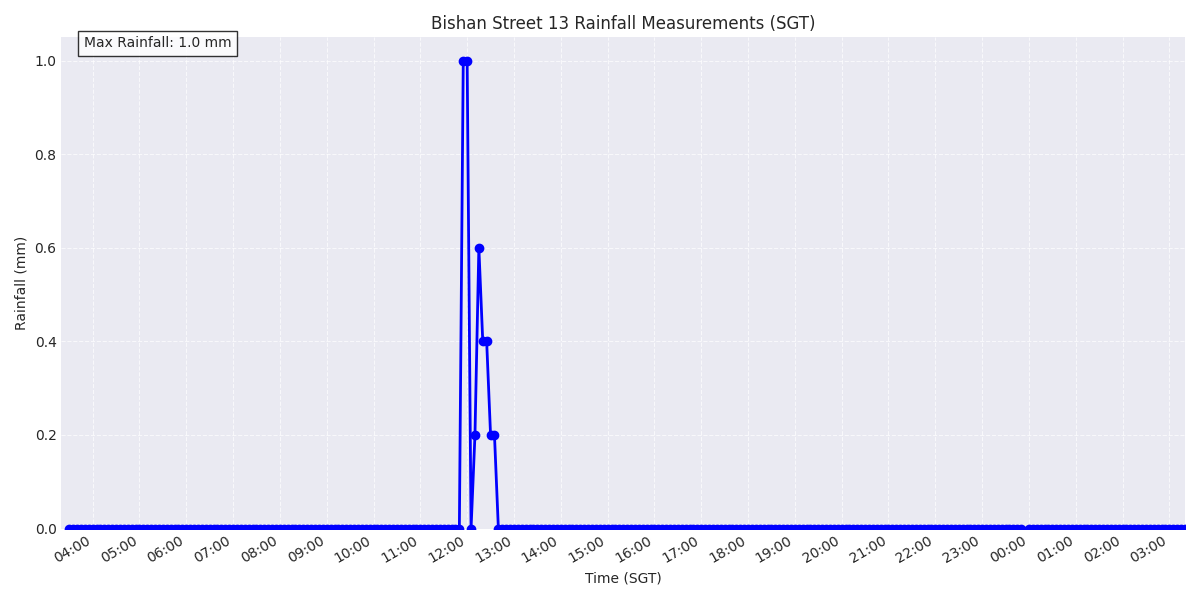 Bishan Street 13 Rainfall Measurements (SGT)
Max Rainfall: 1.0 mm
1.0
0.8
0.6
0.4
0.2
0.0
Rainfall (mm)
04:00 05:00 06:00 07:00 08:00 09:00 10:00 11:00 12:00 13:00 14:00 15:00 16:00 17:00 18:00 19:00 20:00 21:00 22:00 23:00 00:00 01:00 02:00 03:00
Time (SGT)